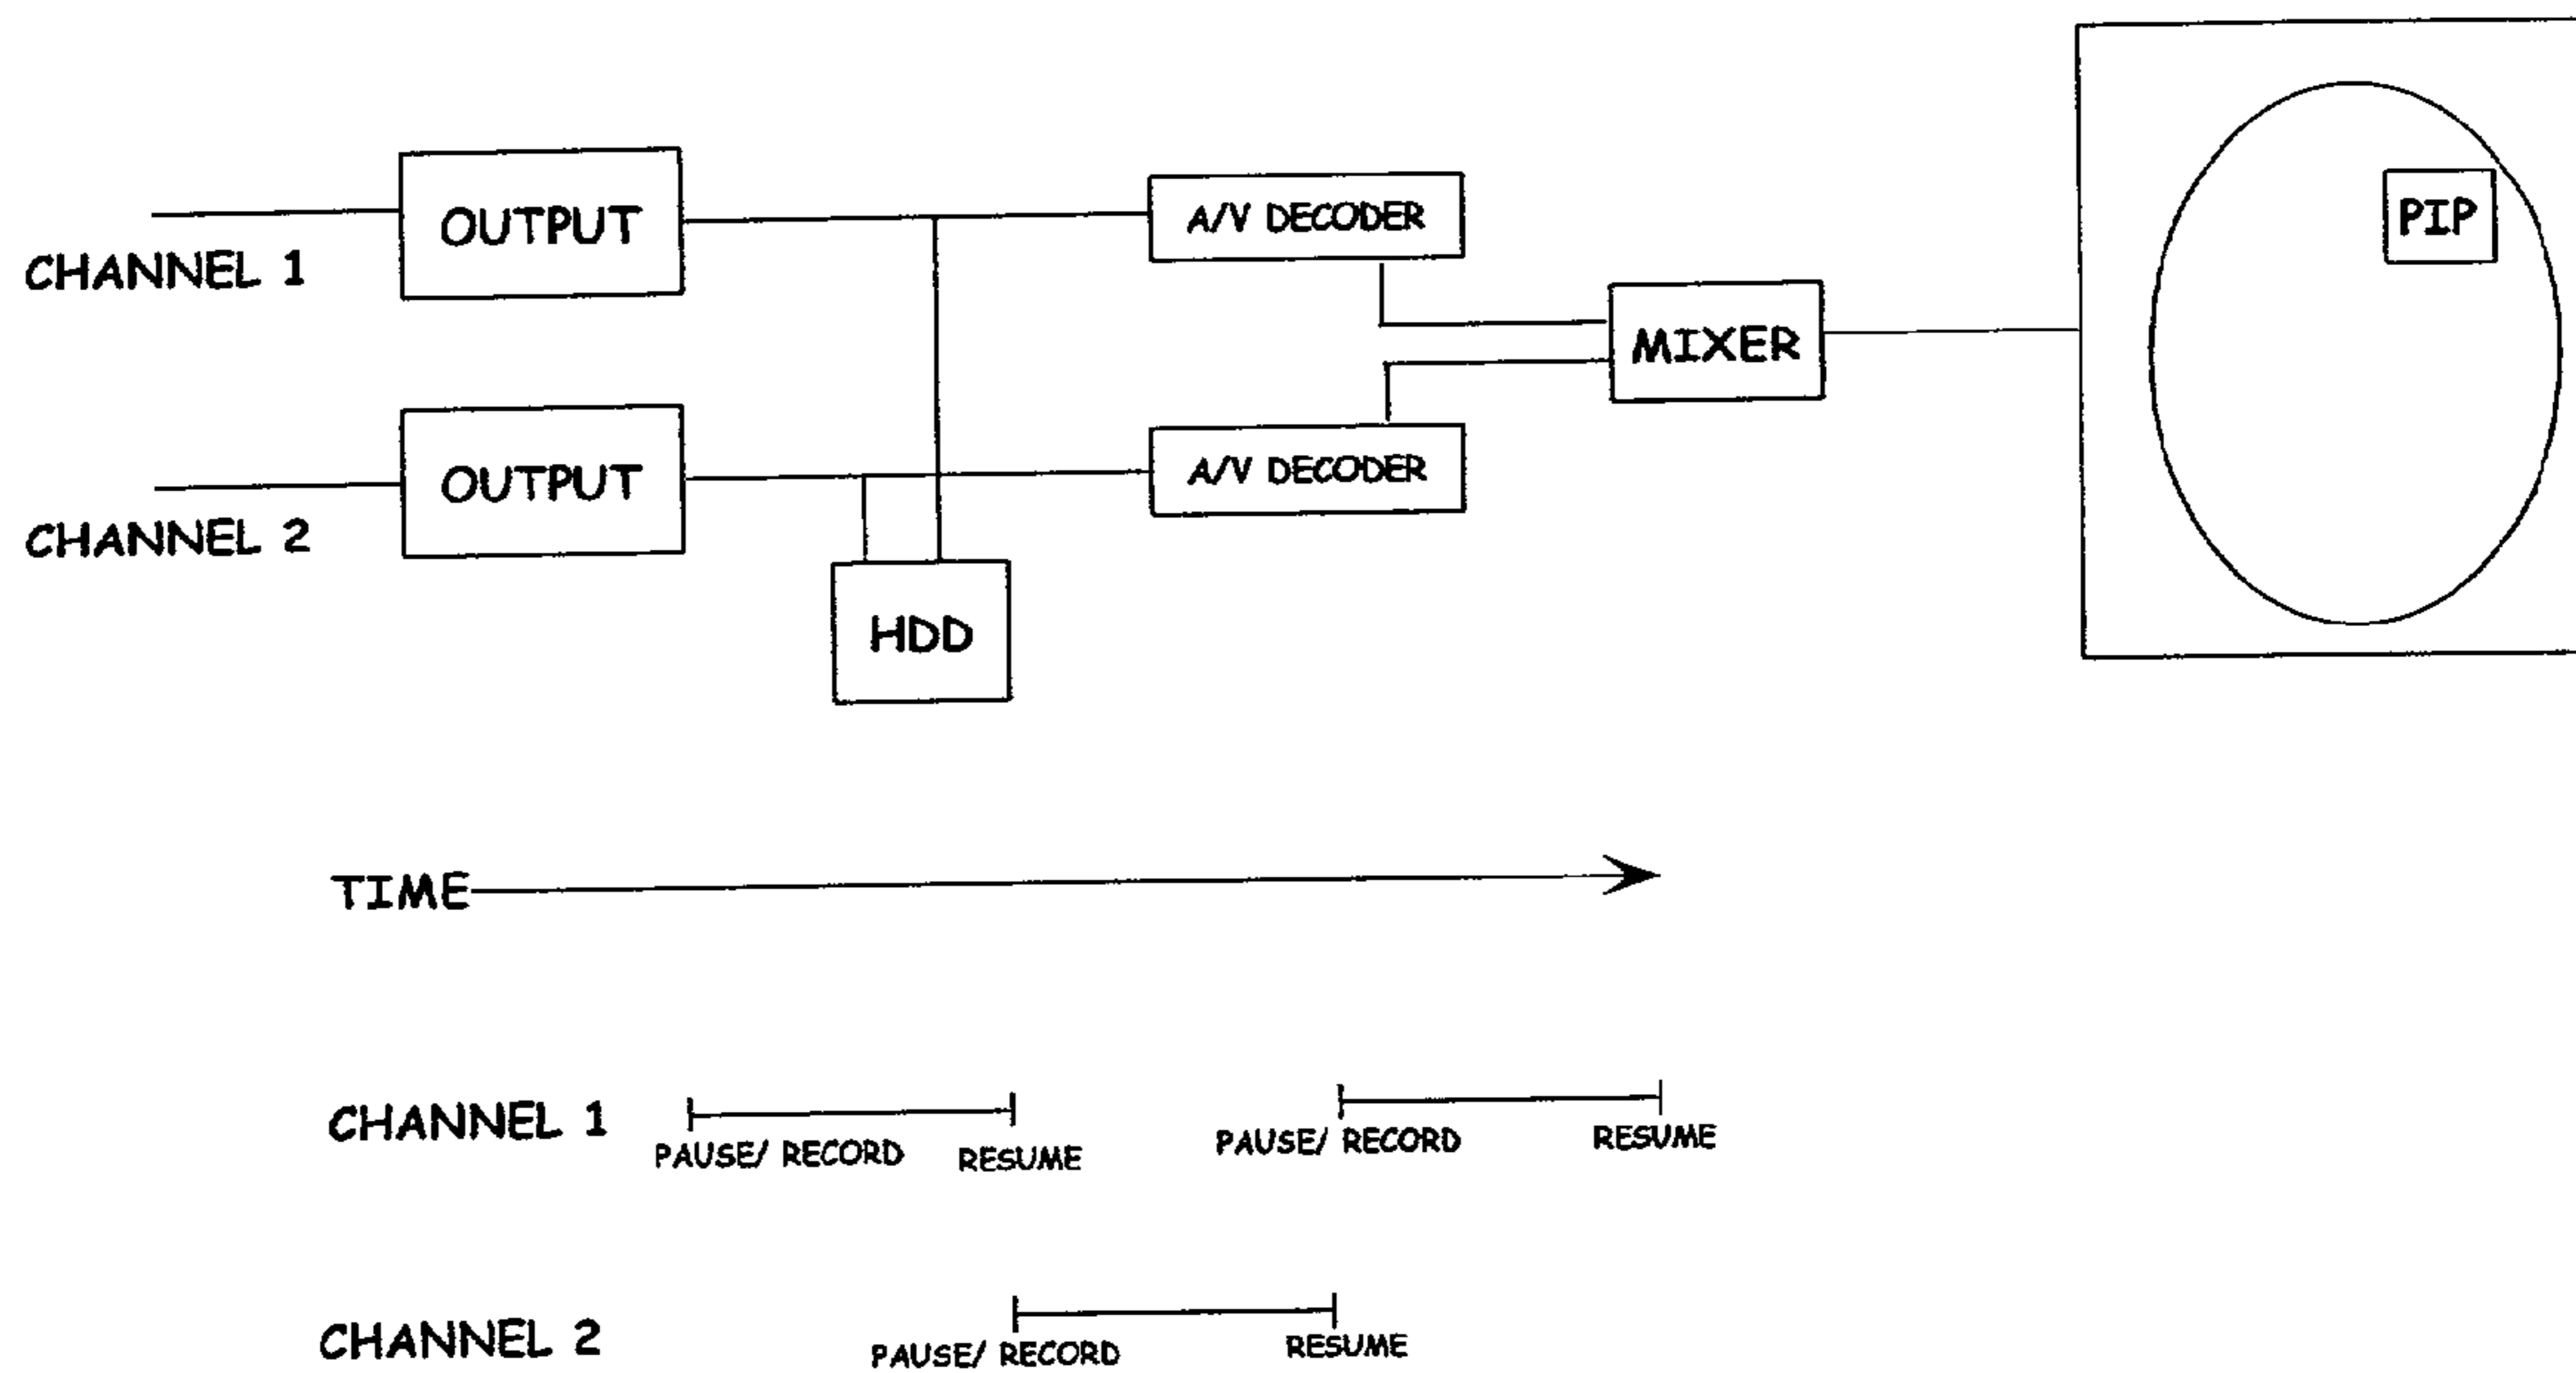 OUTPUT
CHANNEL 1
A/V DECODER
PIP
MIXER
OUTPUT
CHANNEL 2
A/V DECODER
HDD
TIME
CHANNEL 1
PAUSE/ RECORD
RESUME
PAUSE/ RECORD
RESUME
CHANNEL 2
PAUSE/ RECORD
RESUME